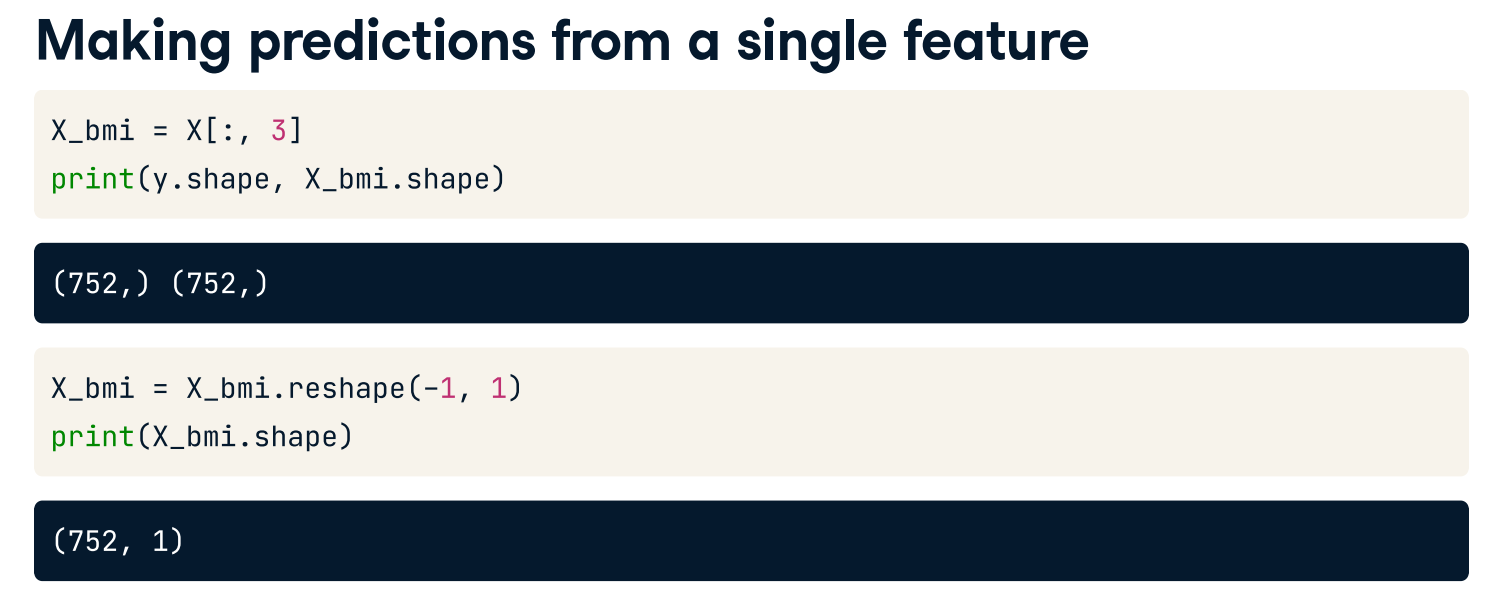 Making predictions from a single feature
X_bmi = X[:, 3]
print(y.shape, X_bmi.shape)
(752,) (752,)
X_bmi = X_bmi.reshape(-1, 1)
print(X_bmi.shape)
(752, 1)